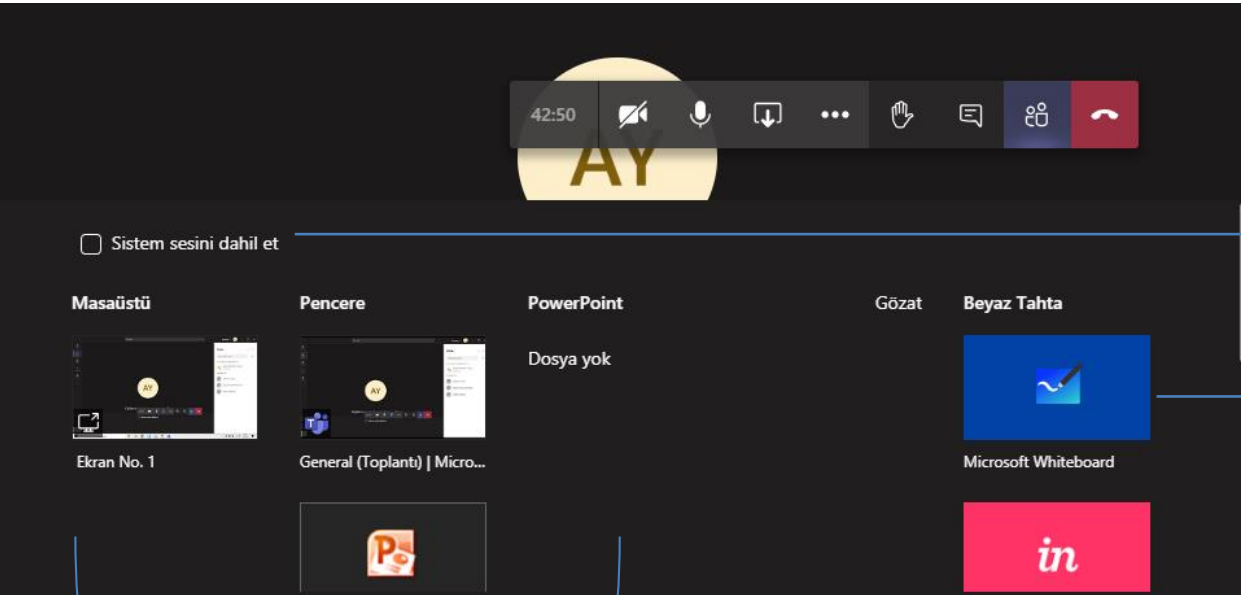 42:50
AY
Sistem sesini dahil et
Masaüstü
Pencere
PowerPoint
Gözat
Beyaz Tahta
Dosya yok
AY
AY
Ekran No. 1
General (Toplantı) | Micro...
Microsoft Whiteboard
in